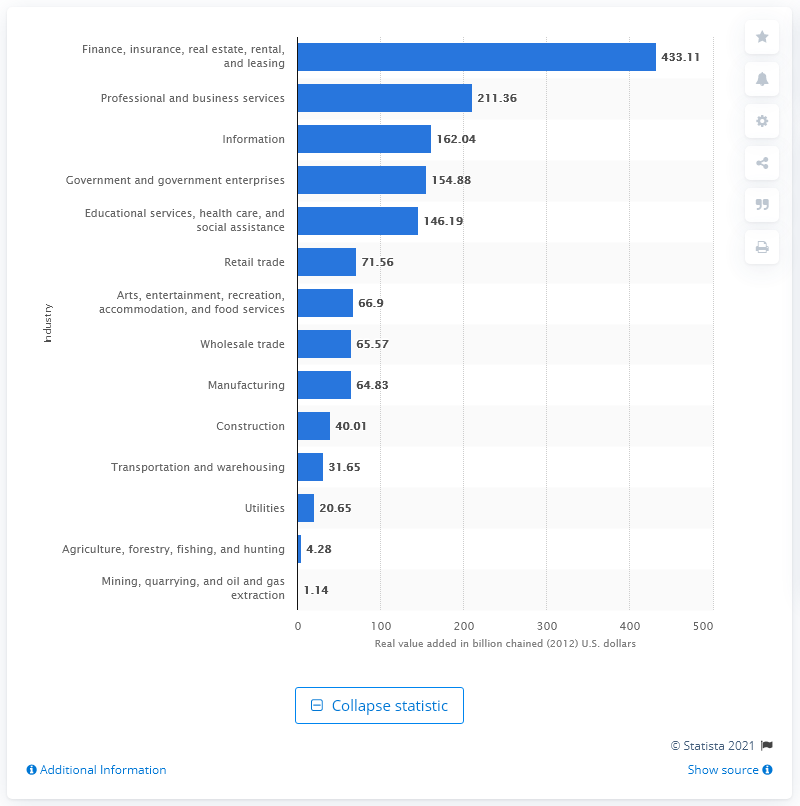 Finance, insurance, real estate, rental,
and leasing
433.11
Professional and business services
211.36
Information
162.04
Government and government enterprises
154.88
Educational services, health care, and
social assistance
146.19
Retail trade
71.56
Arts, entertainment, recreation,
accommodation, and food services
66.9
Wholesale trade
65.57
Manufacturing
64.83
Construction
40.01
Transportation and warehousing
31.65
Utilities
20.65
Agriculture, forestry, fishing, and hunting
4.28
Mining, quarrying, and oil and gas
extraction
1.14
Industry
0 100 200 300 400 500
Real value added in billion chained (2012) U.S. dollars
Collapse statistic
© Statista 2021
Additional Information
Show source